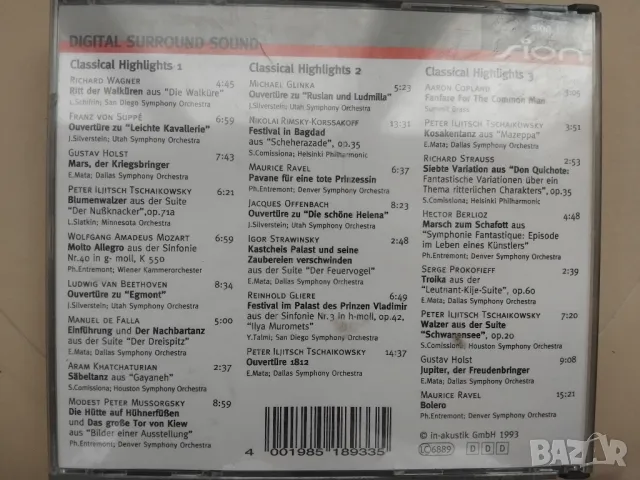 DIGITAL SURROUND SOUND
sion
Classical Highlights 1
RICHARD WAGNER 4:45
Ritt der Walküren aus "Die Walküre"
San Diego Symphony Orchestra
FRANZ VON SUPPÉ 6:59
Ouvertüre zu "Leichte Kavallerie"
J.Silverstein; Utah Symphony Orchestra
GUSTAV HOLST 7:43
Mars, der Kriegsbringer
E.Mata; Dallas Symphony Orchestra
PETER ILJITSCH TSCHAIKOWSKY 6:21
Blumenwalzer aus der Suite
"Der Nußknacker", op.71a
L.Slatkin; Minnesota Orchestra
WOLFGANG AMADEUS MOZART 6:59
Molto Allegro aus der Sinfonie
Nr.40 in g- moll, K 550
Ph.Entremont; Wiener Kammerorchester
LUDWIG VAN BEETHOVEN 8:34
Ouvertüre zu "Egmont"
J.Silverstein; Utah Symphony Orchestra
MANUEL DE FALLA 5:00
Einführung und Der Nachbartanz
aus der Suite "Der Dreispitz"
E.Mata; Dallas Symphony Orchestra
ARAM KHATCHATURIAN 2:37
Säbeltanz aus "Gayaneh"
S.Comissiona; Houston Symphony Orchestra
MODEST PETER MUSSORGSKY 8:59
Die Hütte auf Hühnerfüßen
und Das große Tor von Kiew
aus "Bilder einer Ausstellung"
Ph.Entremont; Denver Symphony Orchestra
Classical Highlights 2
MICHAEL GLINKA 5:23
Ouvertüre zu "Ruslan und Ludmilla"
J.Silverstein; Utah Symphony Orchestra
NIKOLAI RIMSKY-KORSSAKOFF 13:31
Festival in Bagdad
aus "Scheherazade", op.35
S.Comissiona; Helsinki Philharmonic
MAURICE RAVEL 6:37
Pavane für eine tote Prinzessin
Ph.Entremont; Denver Symphony Orchestra
JACQUES OFFENBACH 8:23
Ouvertüre zu "Die schöne Helena"
J.Silverstein; Utah Symphony Orchestra
IGOR STRAWINSKY 2:48
Kastcheis Palast und seine
Zaubereien verschwinden
aus der Suite "Der Feuervogel"
E.Mata; Dallas Symphony Orchestra
REINHOLD GLIERE 6:49
Festival im Palast des Prinzen Vladimir
aus der Sinfonie Nr.3 in h-moll, op.42,
"Ilya Muromets"
Y.Talmi; San Diego Symphony Orchestra
PETER ILJITSCH TSCHAIKOWSKY 14:37
Ouvertüre 1812
E.Mata; Dallas Symphony Orchestra
4 001985 189335
Classical Highlights 3
AARON COPLAND 3:05
Fanfare For The Common Man
Summit Brass
PETER ILJITSCH TSCHAIKOWSKY 3:51
Kosakentanz aus "Mazeppa"
E.Mata; Dallas Symphony Orchestra
RICHARD STRAUSS 2:53
Siebte Variation aus "Don Quichote:
Fantastische Variationen über ein
Thema ritterlichen Charakters", op.35
S.Comissiona; Helsinki Philharmonic
HECTOR BERLIOZ 4:48
Marsch zum Schafott aus
"Symphonie Fantastique: Episode
im Leben eines Künstlers"
Ph.Entremont; Denver Symphony Orchestra
SERGE PROKOFIEFF 2:39
Troika aus der
"Leutnant-Kije-Suite", op.60
E.Mata; Dallas Symphony Orchestra
PETER ILJITSCH TSCHAIKOWSKY 7:20
Walzer aus der Suite
"Schwanensee", op.20
S.Comissiona; Houston Symphony Orchestra
Gustav Holst 9:08
Jupiter, der Freudenbringer
E.Mata; Dallas Symphony Orchestra
MAURICE RAVEL 15:21
Bolero
Ph.Entremont; Denver Symphony Orchestra
© in-akustik GmbH 1993
LC 6889 D D D
BAZAR
.bg